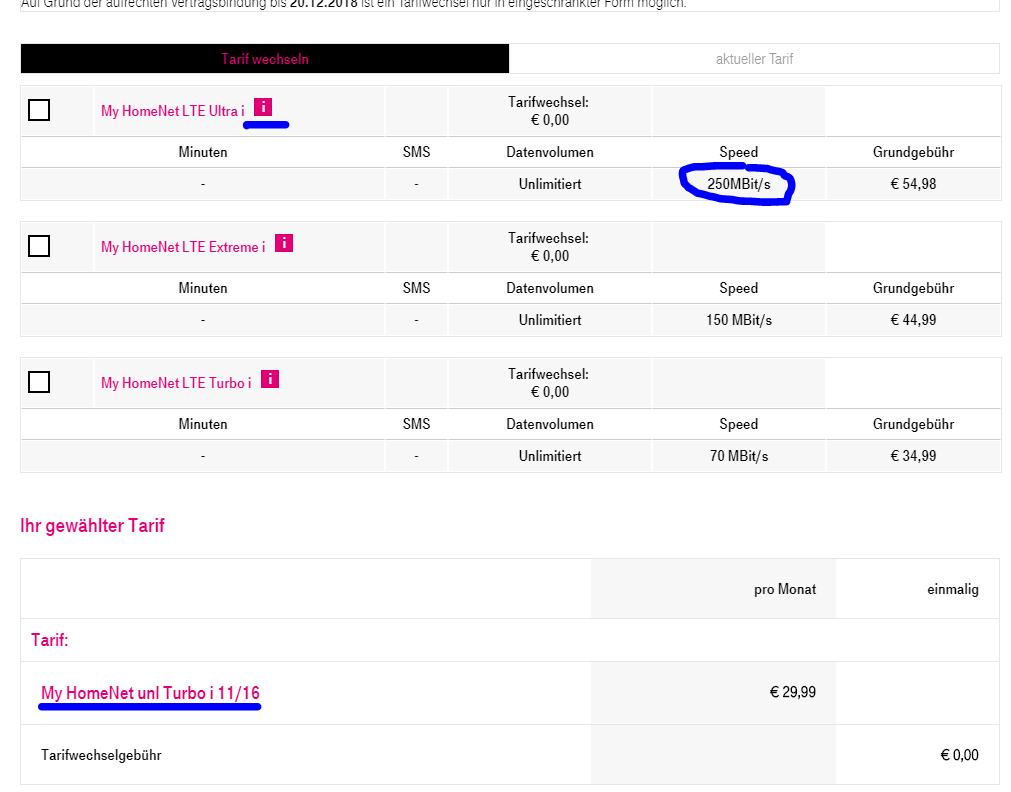 Auf Grund der aufrechten Vertragsbindung bis 20.12.2018 ist ein Tarifwechsel nur in eingeschränkter Form möglich.
Tarif wechseln aktueller Tarif
My HomeNet LTE Ultra i i Tarifwechsel:
€ 0,00
Minuten SMS Datenvolumen Speed Grundgebühr
- - Unlimitiert 250MBit/s € 54,98
My HomeNet LTE Extreme i i Tarifwechsel:
€ 0,00
Minuten SMS Datenvolumen Speed Grundgebühr
- - Unlimitiert 150 MBit/s € 44,99
My HomeNet LTE Turbo i i Tarifwechsel:
€ 0,00
Minuten SMS Datenvolumen Speed Grundgebühr
- - Unlimitiert 70 MBit/s € 34,99
Ihr gewählter Tarif
pro Monat einmalig
Tarif:
My HomeNet unl Turbo i 11/16 € 29,99
Tarifwechselgebühr € 0,00